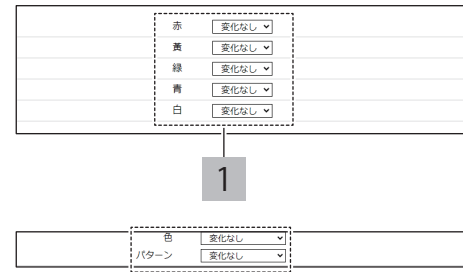 赤 変化なし
黄 変化なし
緑 変化なし
青 変化なし
白 変化なし
1
色 変化なし
パターン 変化なし